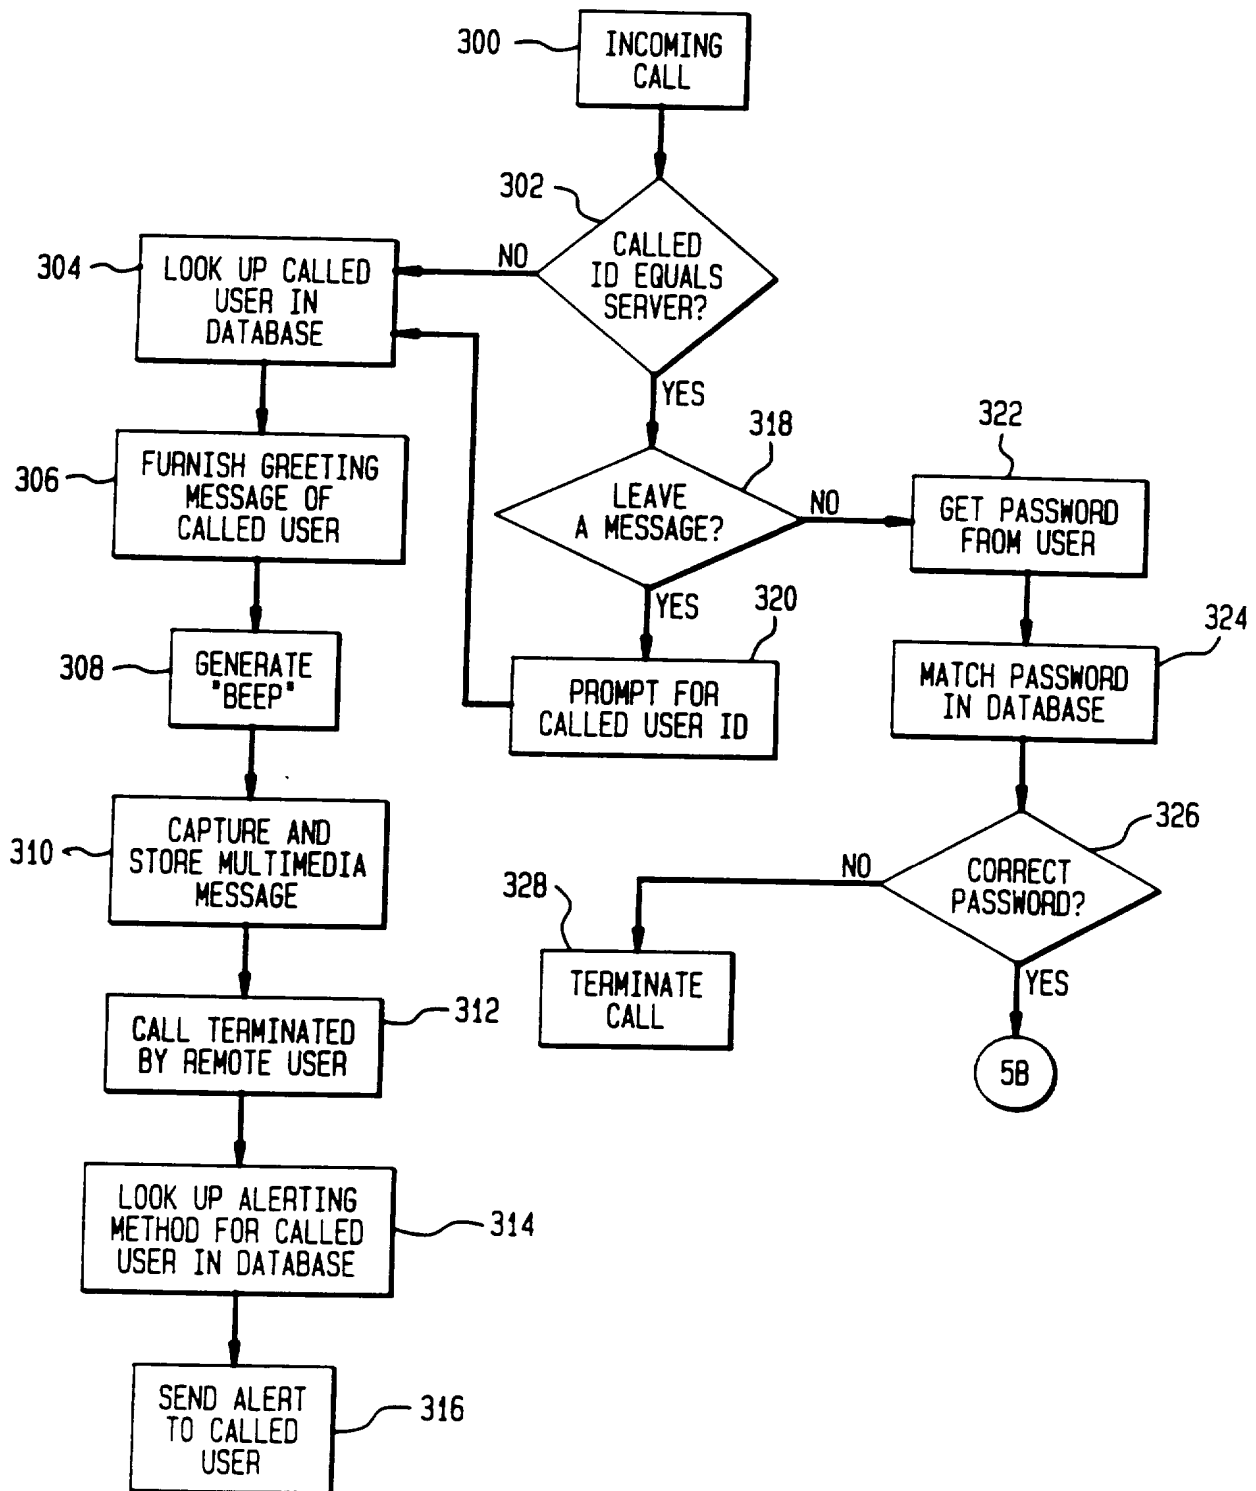 300
INCOMING
CALL
302
CALLED
ID EQUALS
SERVER?
NO
YES
304
LOOK UP CALLED
USER IN
DATABASE
306
FURNISH GREETING
MESSAGE OF
CALLED USER
308
GENERATE
"BEEP"
310
CAPTURE AND
STORE MULTIMEDIA
MESSAGE
CALL TERMINATED
BY REMOTE USER
312
LOOK UP ALERTING
METHOD FOR CALLED
USER IN DATABASE
314
SEND ALERT
TO CALLED
USER
316
318
LEAVE
A MESSAGE?
NO
YES
320
PROMPT FOR
CALLED USER ID
322
GET PASSWORD
FROM USER
324
MATCH PASSWORD
IN DATABASE
326
CORRECT
PASSWORD?
NO
YES
328
TERMINATE
CALL
5B